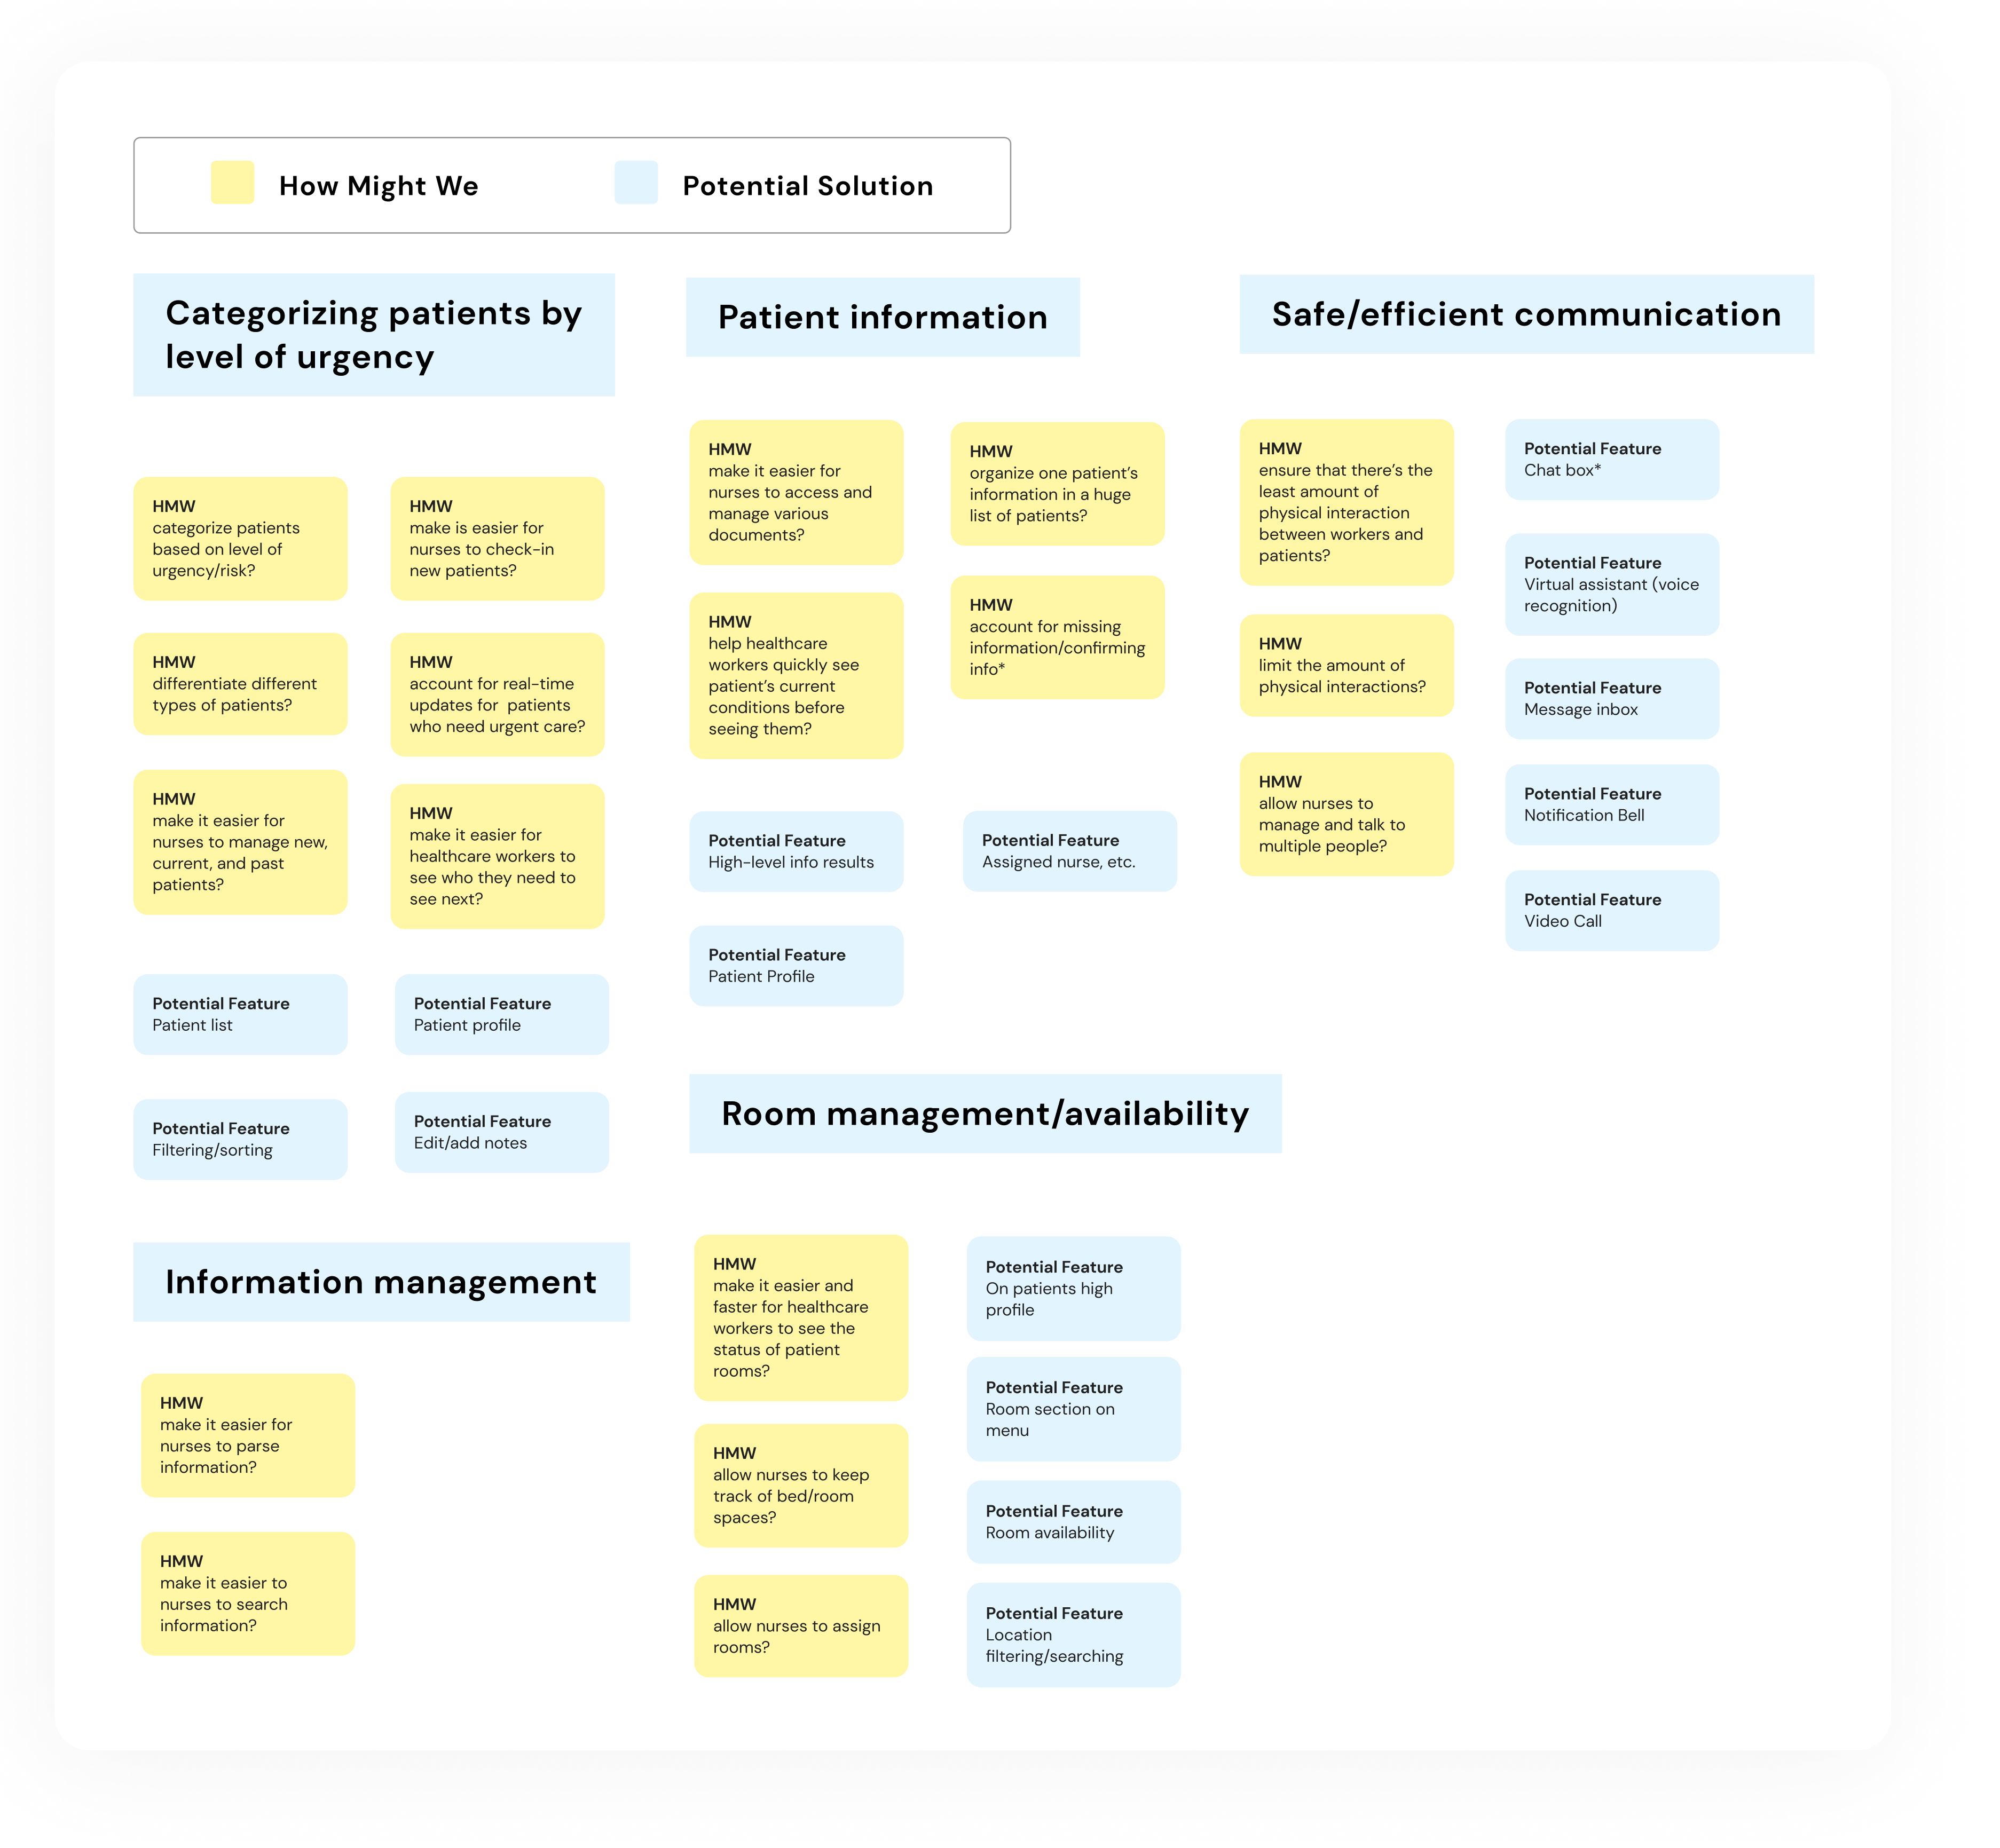 How Might We
Potential Solution
Categorizing patients by
level of urgency
HMW
categorize patients
based on level of
urgency/risk?
HMW
make is easier for
nurses to check-in
new patients?
HMW
differentiate different
types of patients?
HMW
account for real-time
updates for  patients
who need urgent care?
HMW
make it easier for
nurses to manage new,
current, and past
patients?
HMW
make it easier for
healthcare workers to
see who they need to
see next?
Potential Feature
Patient list
Potential Feature
Patient profile
Potential Feature
Filtering/sorting
Potential Feature
Edit/add notes
Information management
HMW
make it easier for
nurses to parse
information?
HMW
make it easier to
nurses to search
information?
Patient information
HMW
make it easier for
nurses to access and
manage various
documents?
HMW
organize one patient’s
information in a huge
list of patients?
HMW
help healthcare
workers quickly see
patient’s current
conditions before
seeing them?
HMW
account for missing
information/confirming
info*
Potential Feature
High-level info results
Potential Feature
Assigned nurse, etc.
Potential Feature
Patient Profile
Room management/availability
HMW
make it easier and
faster for healthcare
workers to see the
status of patient
rooms?
HMW
allow nurses to keep
track of bed/room
spaces?
HMW
allow nurses to assign
rooms?
Potential Feature
On patients high
profile
Potential Feature
Room section on
menu
Potential Feature
Room availability
Potential Feature
Location
filtering/searching
Safe/efficient communication
HMW
ensure that there’s the
least amount of
physical interaction
between workers and
patients?
HMW
limit the amount of
physical interactions?
HMW
allow nurses to
manage and talk to
multiple people?
Potential Feature
Chat box*
Potential Feature
Virtual assistant (voice
recognition)
Potential Feature
Message inbox
Potential Feature
Notification Bell
Potential Feature
Video Call